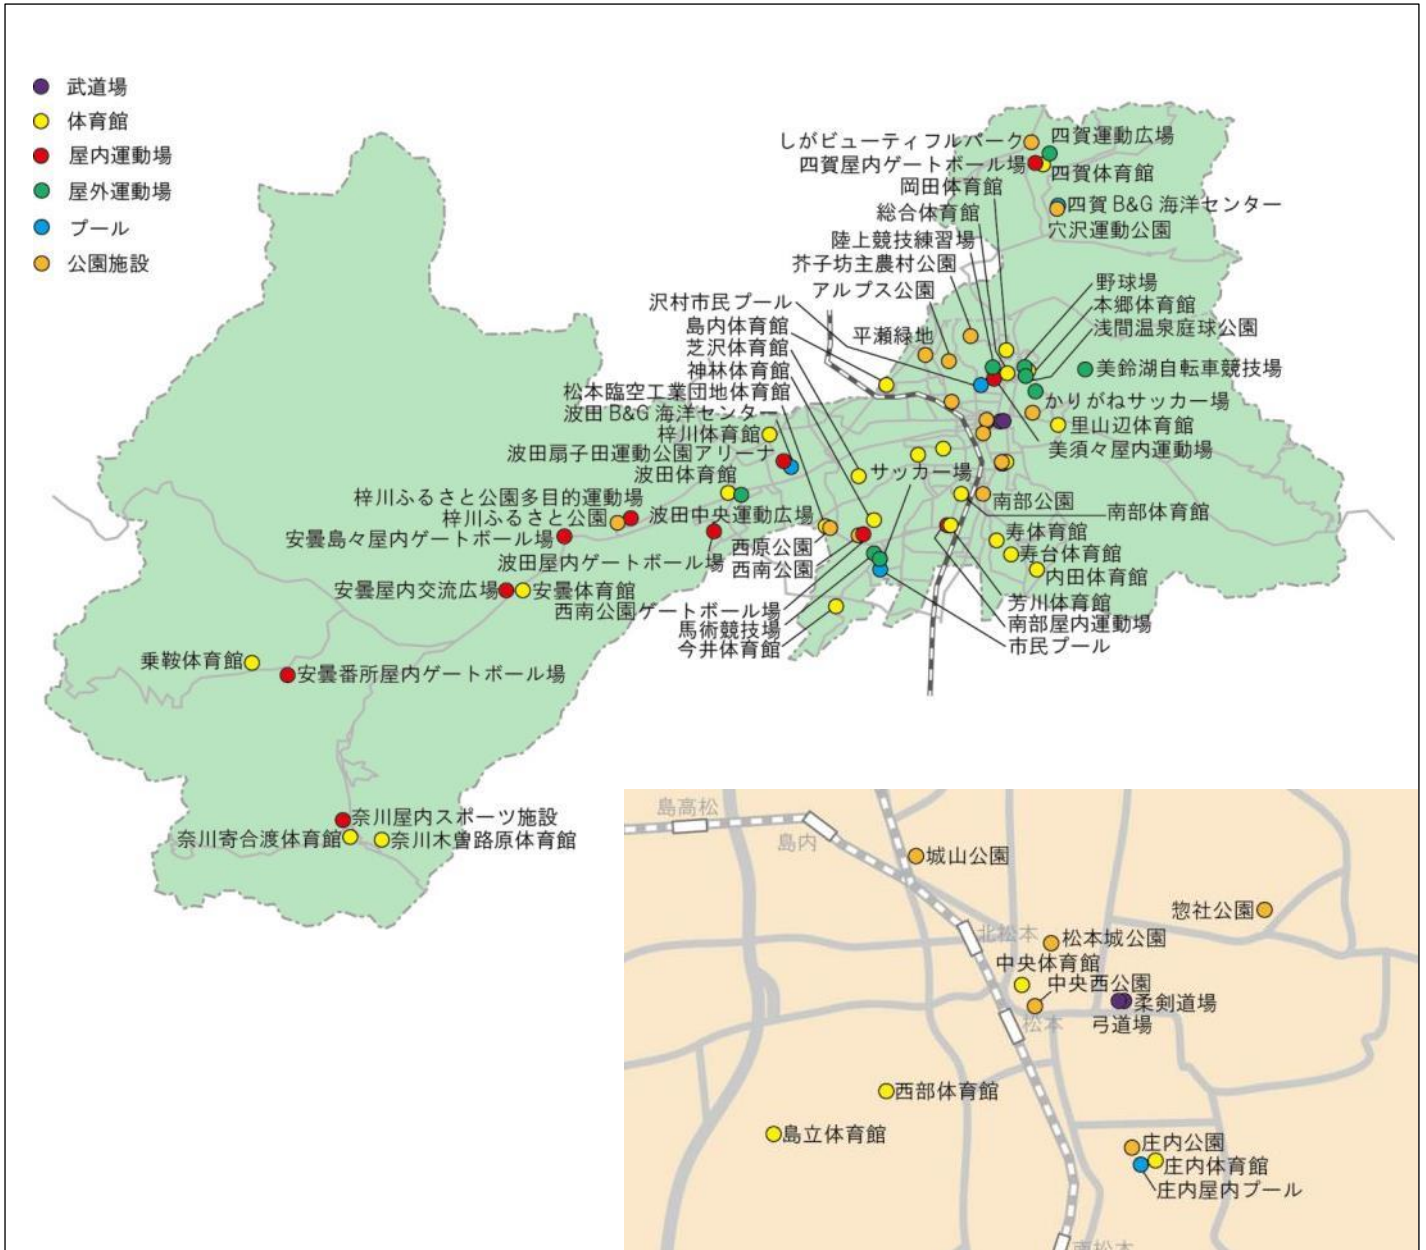 武道場
体育館
屋内運動場
屋外運動場
プール
公園施設
しがビューティフルパーク
四賀運動広場
四賀屋内ゲートボール場
四賀体育館
岡田体育館
四賀B&G海洋センター
総合体育館
穴沢運動公園
陸上競技練習場
芥子坊主農村公園
アルプス公園
野球場
沢村市民プール
本郷体育館
島内体育館
平瀬緑地
浅間温泉庭球公園
芝沢体育館
美鈴湖自転車競技場
神林体育館
松本臨空工業団地体育館
かりがねサッカー場
波田B&G海洋センター
里山辺体育館
梓川体育館
美須々屋内運動場
波田扇子田運動公園アリーナ
サッカー場
波田体育館
梓川ふるさと公園多目的運動場
南部公園
梓川ふるさと公園
波田中央運動広場
南部体育館
安曇島々屋内ゲートボール場
西原公園
寿体育館
波田屋内ゲートボール場
西南公園
寿台体育館
内田体育館
安曇屋内交流広場
安曇体育館
西南公園ゲートボール場
芳川体育館
馬術競技場
南部屋内運動場
今井体育館
市民プール
乗鞍体育館
安曇番所屋内ゲートボール場
奈川屋内スポーツ施設
奈川寄合渡体育館
奈川木曽路原体育館
島高松
島内
城山公園
惣社公園
北松本
松本城公園
中央体育館
中央西公園
柔剣道場
松本
弓道場
西部体育館
島立体育館
庄内公園
庄内体育館
庄内屋内プール
南松本